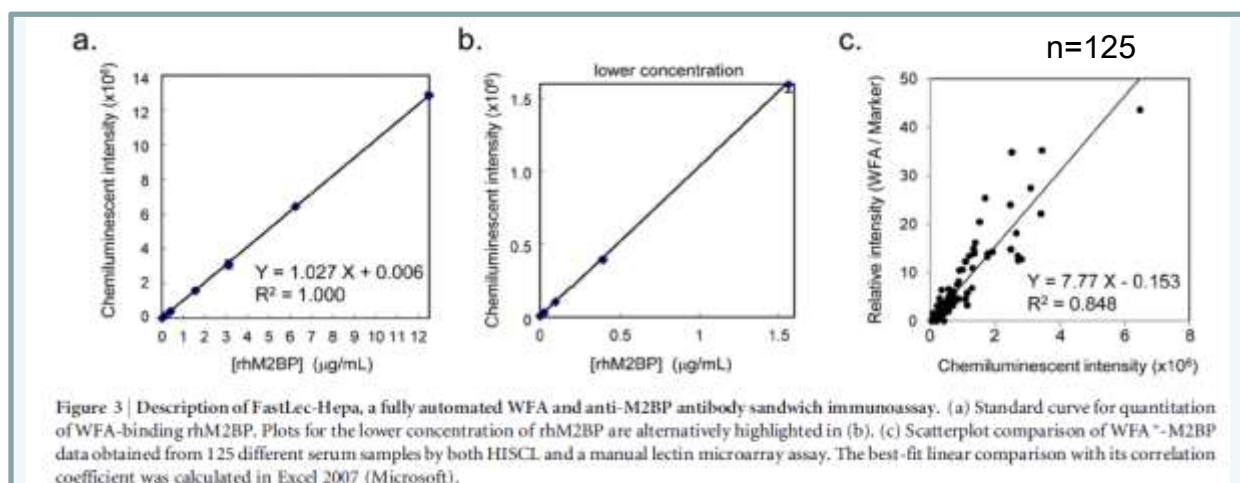 a.
b.
c.
n=125
lower concentration
Chemiluminescent intensity (x10⁶)
14
12
10
8
6
4
2
0
0 1 2 3 4 5 6 7 8 9 10 11 12
[rhM2BP] (μg/mL)
Y = 1.027 X + 0.006
R² = 1.000
Chemiluminescent intensity (x10⁶)
1.5
1.0
0.5
0
0 0.5 1 1.5
[rhM2BP] (μg/mL)
Relative intensity (WFA / Marker)
50
40
30
20
10
0
0 2 4 6 8
Chemiluminescent intensity (x10⁶)
Y = 7.77 X - 0.153
R² = 0.848
Figure 3 | Description of FastLec-Hepa, a fully automated WFA and anti-M2BP antibody sandwich immunoassay. (a) Standard curve for quantitation
of WFA-binding rhM2BP. Plots for the lower concentration of rhM2BP are alternatively highlighted in (b). (c) Scatterplot comparison of WFA⁺-M2BP
data obtained from 125 different serum samples by both HISCL and a manual lectin microarray assay. The best-fit linear comparison with its correlation
coefficient was calculated in Excel 2007 (Microsoft).